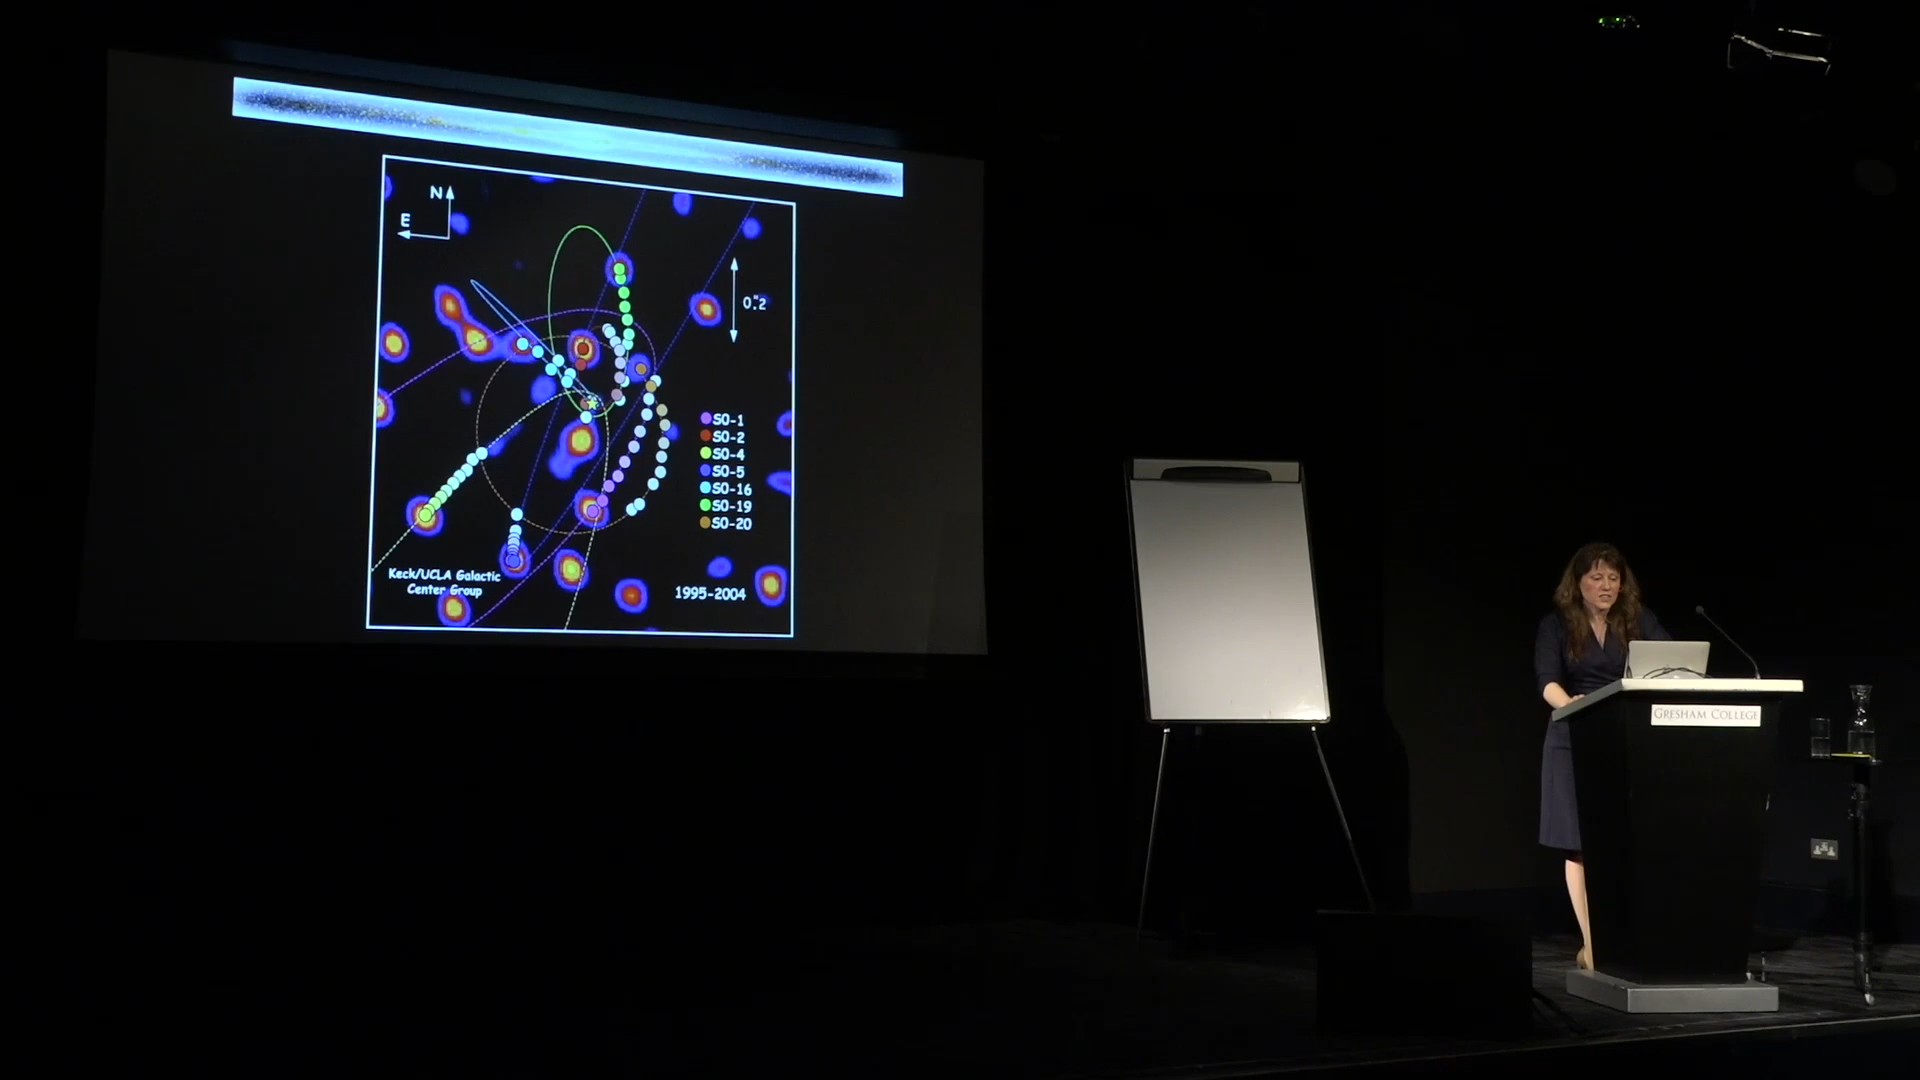 N
E
0."2
S0-1
S0-2
S0-4
S0-5
S0-16
S0-19
S0-20
Keck/UCLA Galactic
Center Group
1995-2004
GRESHAM COLLEGE